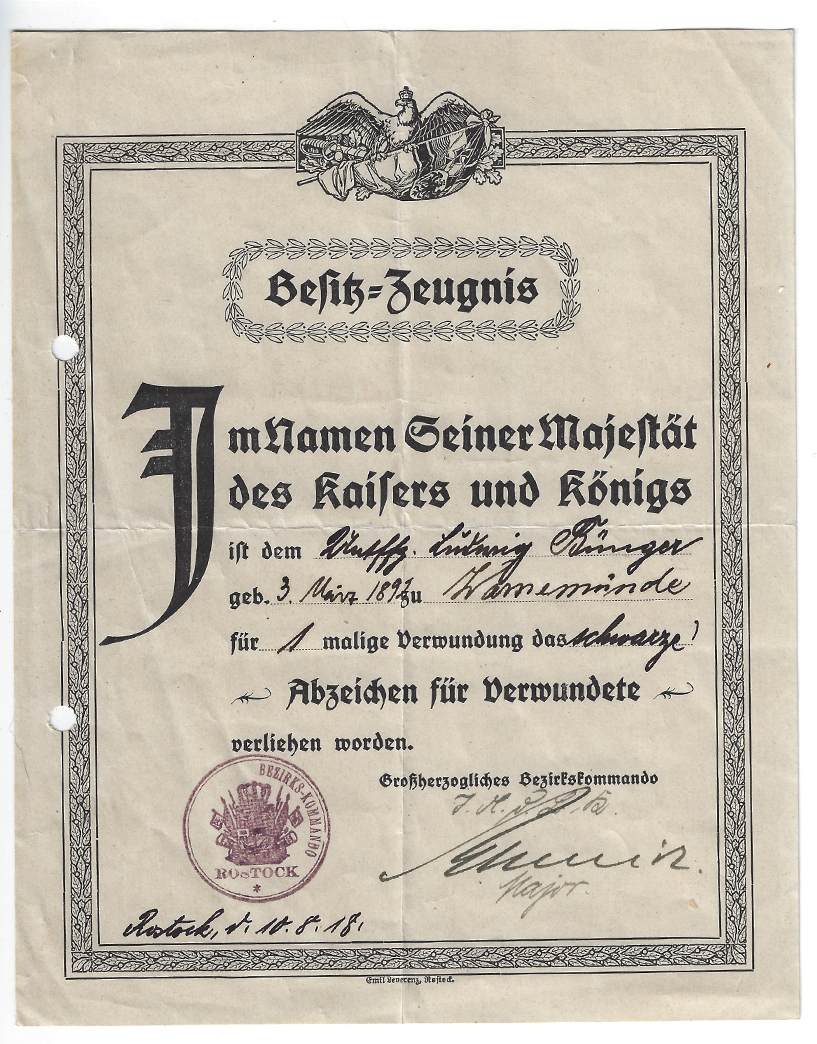 Besitz=Zeugnis
Im Namen Seiner Majestät
des Kaisers und Königs
ist dem Untffz. Ludwig Bünger
geb. 3. März 189 zu Warnemünde
für 1 malige Verwundung das schwarze
Abzeichen für Verwundete
verliehen worden.
Großherzogliches Bezirkskommando
BEZIRKS-KOMMANDO
ROSTOCK
Major.
Rostock, d. 10.8.18.
Emil Leverenz, Rostock.